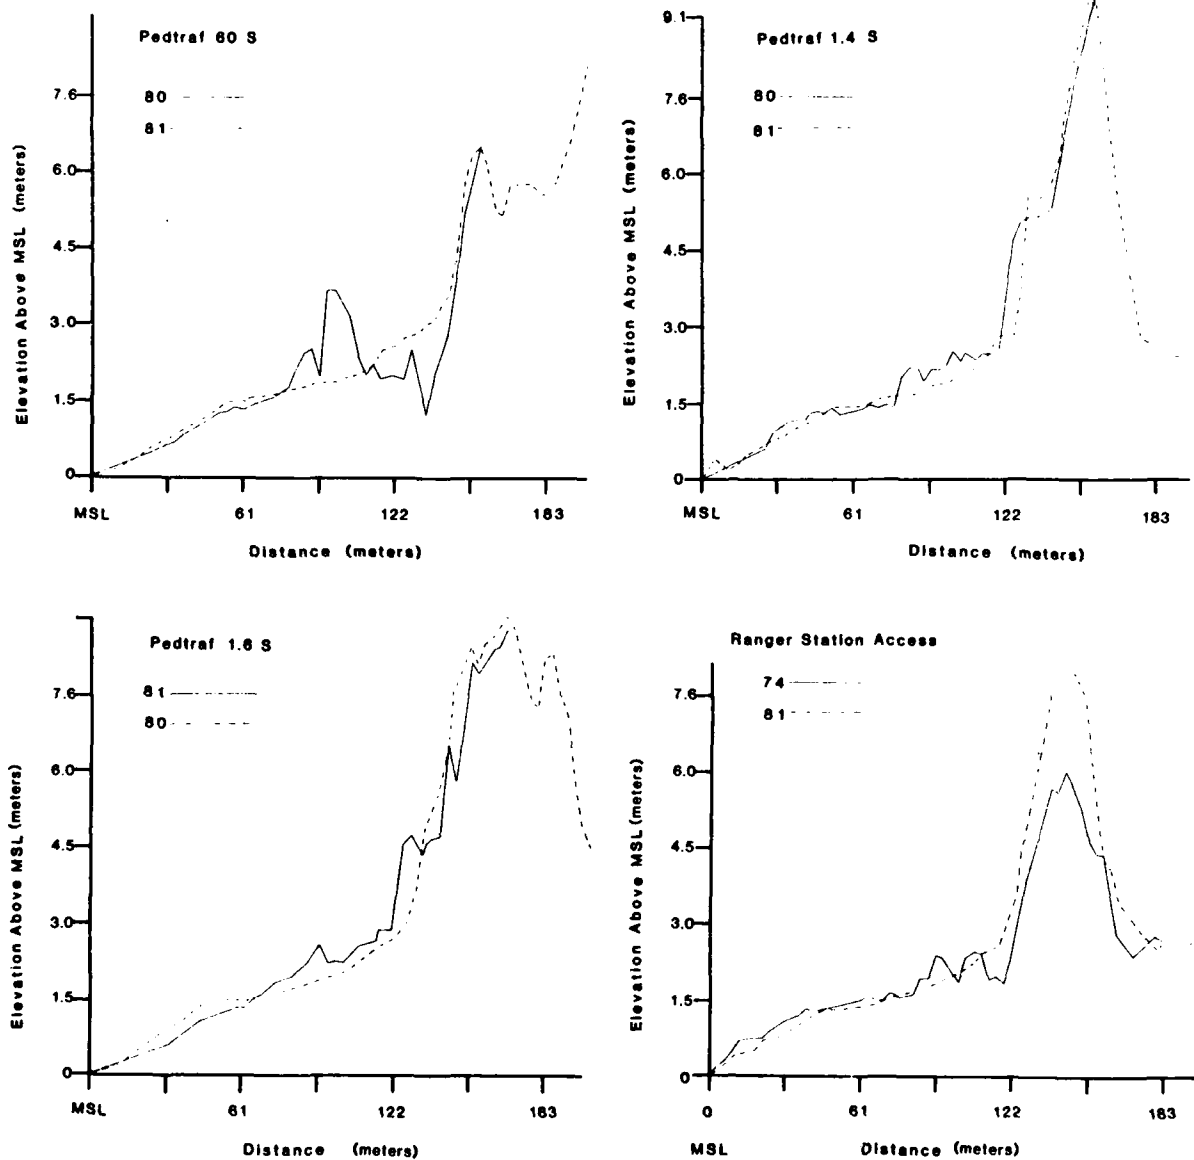 Pedtraf 60 S
80
81
7.6
6.0
4.5
3.0
1.5
0
Elevation Above MSL (meters)
MSL
61
122
183
Distance (meters)
Pedtraf 1.4 S
80
81
9.1
7.6
6.0
4.5
3.0
1.5
0
Elevation Above MSL (meters)
MSL
61
122
183
Distance (meters)
Pedtraf 1.6 S
81
80
7.6
6.0
4.5
3.0
1.5
0
Elevation Above MSL (meters)
MSL
61
122
183
Distance (meters)
Ranger Station Access
74
81
7.6
6.0
4.5
3.0
1.5
0
Elevation Above MSL (meters)
0
61
122
183
MSL
Distance (meters)